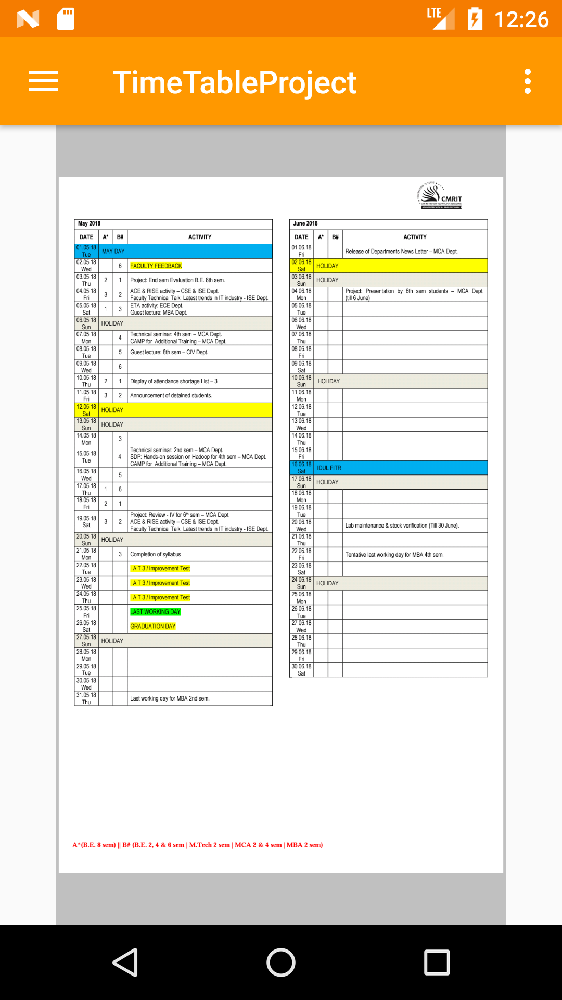 LTE 12:26
TimeTableProject
CELEBRATING 25 YEARS
CMRIT
CMR INSTITUTE OF TECHNOLOGY, BENGALURU.
ACCREDITED WITH A+ GRADE BY NAAC
May 2018
DATE A* B# ACTIVITY
01.05.18 Tue MAY DAY
02.05.18 Wed 6 FACULTY FEEDBACK
03.05.18 Thu 2 1 Project: End sem Evaluation B.E. 8th sem.
04.05.18 Fri 3 2 ACE & RISE activity – CSE & ISE Dept.
Faculty Technical Talk: Latest trends in IT industry - ISE Dept.
05.05.18 Sat 1 3 ETA activity: ECE Dept.
Guest lecture: MBA Dept.
06.05.18 Sun HOLIDAY
07.05.18 Mon 4 Technical seminar: 4th sem – MCA Dept.
CAMP for Additional Training – MCA Dept.
08.05.18 Tue 5 Guest lecture: 8th sem – CIV Dept.
09.05.18 Wed 6
10.05.18 Thu 2 1 Display of attendance shortage List – 3
11.05.18 Fri 3 2 Announcement of detained students.
12.05.18 Sat HOLIDAY
13.05.18 Sun HOLIDAY
14.05.18 Mon 3
15.05.18 Tue 4 Technical seminar: 2nd sem – MCA Dept.
SDP: Hands-on session on Hadoop for 4th sem – MCA Dept.
CAMP for Additional Training – MCA Dept.
16.05.18 Wed 5
17.05.18 Thu 1 6
18.05.18 Fri 2 1
19.05.18 Sat 3 2 Project: Review - IV for 6th sem – MCA Dept.
ACE & RISE activity – CSE & ISE Dept.
Faculty Technical Talk: Latest trends in IT industry - ISE Dept.
20.05.18 Sun HOLIDAY
21.05.18 Mon 3 Completion of syllabus
22.05.18 Tue I A T 3 / Improvement Test
23.05.18 Wed I A T 3 / Improvement Test
24.05.18 Thu I A T 3 / Improvement Test
25.05.18 Fri LAST WORKING DAY
26.05.18 Sat GRADUATION DAY
27.05.18 Sun HOLIDAY
28.05.18 Mon
29.05.18 Tue
30.05.18 Wed
31.05.18 Thu Last working day for MBA 2nd sem.
June 2018
DATE A* B# ACTIVITY
01.06.18 Fri Release of Departments News Letter – MCA Dept.
02.06.18 Sat HOLIDAY
03.06.18 Sun HOLIDAY
04.06.18 Mon Project: Presentation by 6th sem students – MCA Dept.
(till 6 June)
05.06.18 Tue
06.06.18 Wed
07.06.18 Thu
08.06.18 Fri
09.06.18 Sat
10.06.18 Sun HOLIDAY
11.06.18 Mon
12.06.18 Tue
13.06.18 Wed
14.06.18 Thu
15.06.18 Fri
16.06.18 Sat IDUL FITR
17.06.18 Sun HOLIDAY
18.06.18 Mon
19.06.18 Tue
20.06.18 Wed Lab maintenance & stock verification (Till 30 June).
21.06.18 Thu
22.06.18 Fri Tentative last working day for MBA 4th sem.
23.06.18 Sat
24.06.18 Sun HOLIDAY
25.06.18 Mon
26.06.18 Tue
27.06.18 Wed
28.06.18 Thu
29.06.18 Fri
30.06.18 Sat
A*(B.E. 8 sem) || B# (B.E. 2, 4 & 6 sem | M.Tech 2 sem | MCA 2 & 4 sem | MBA 2 sem)